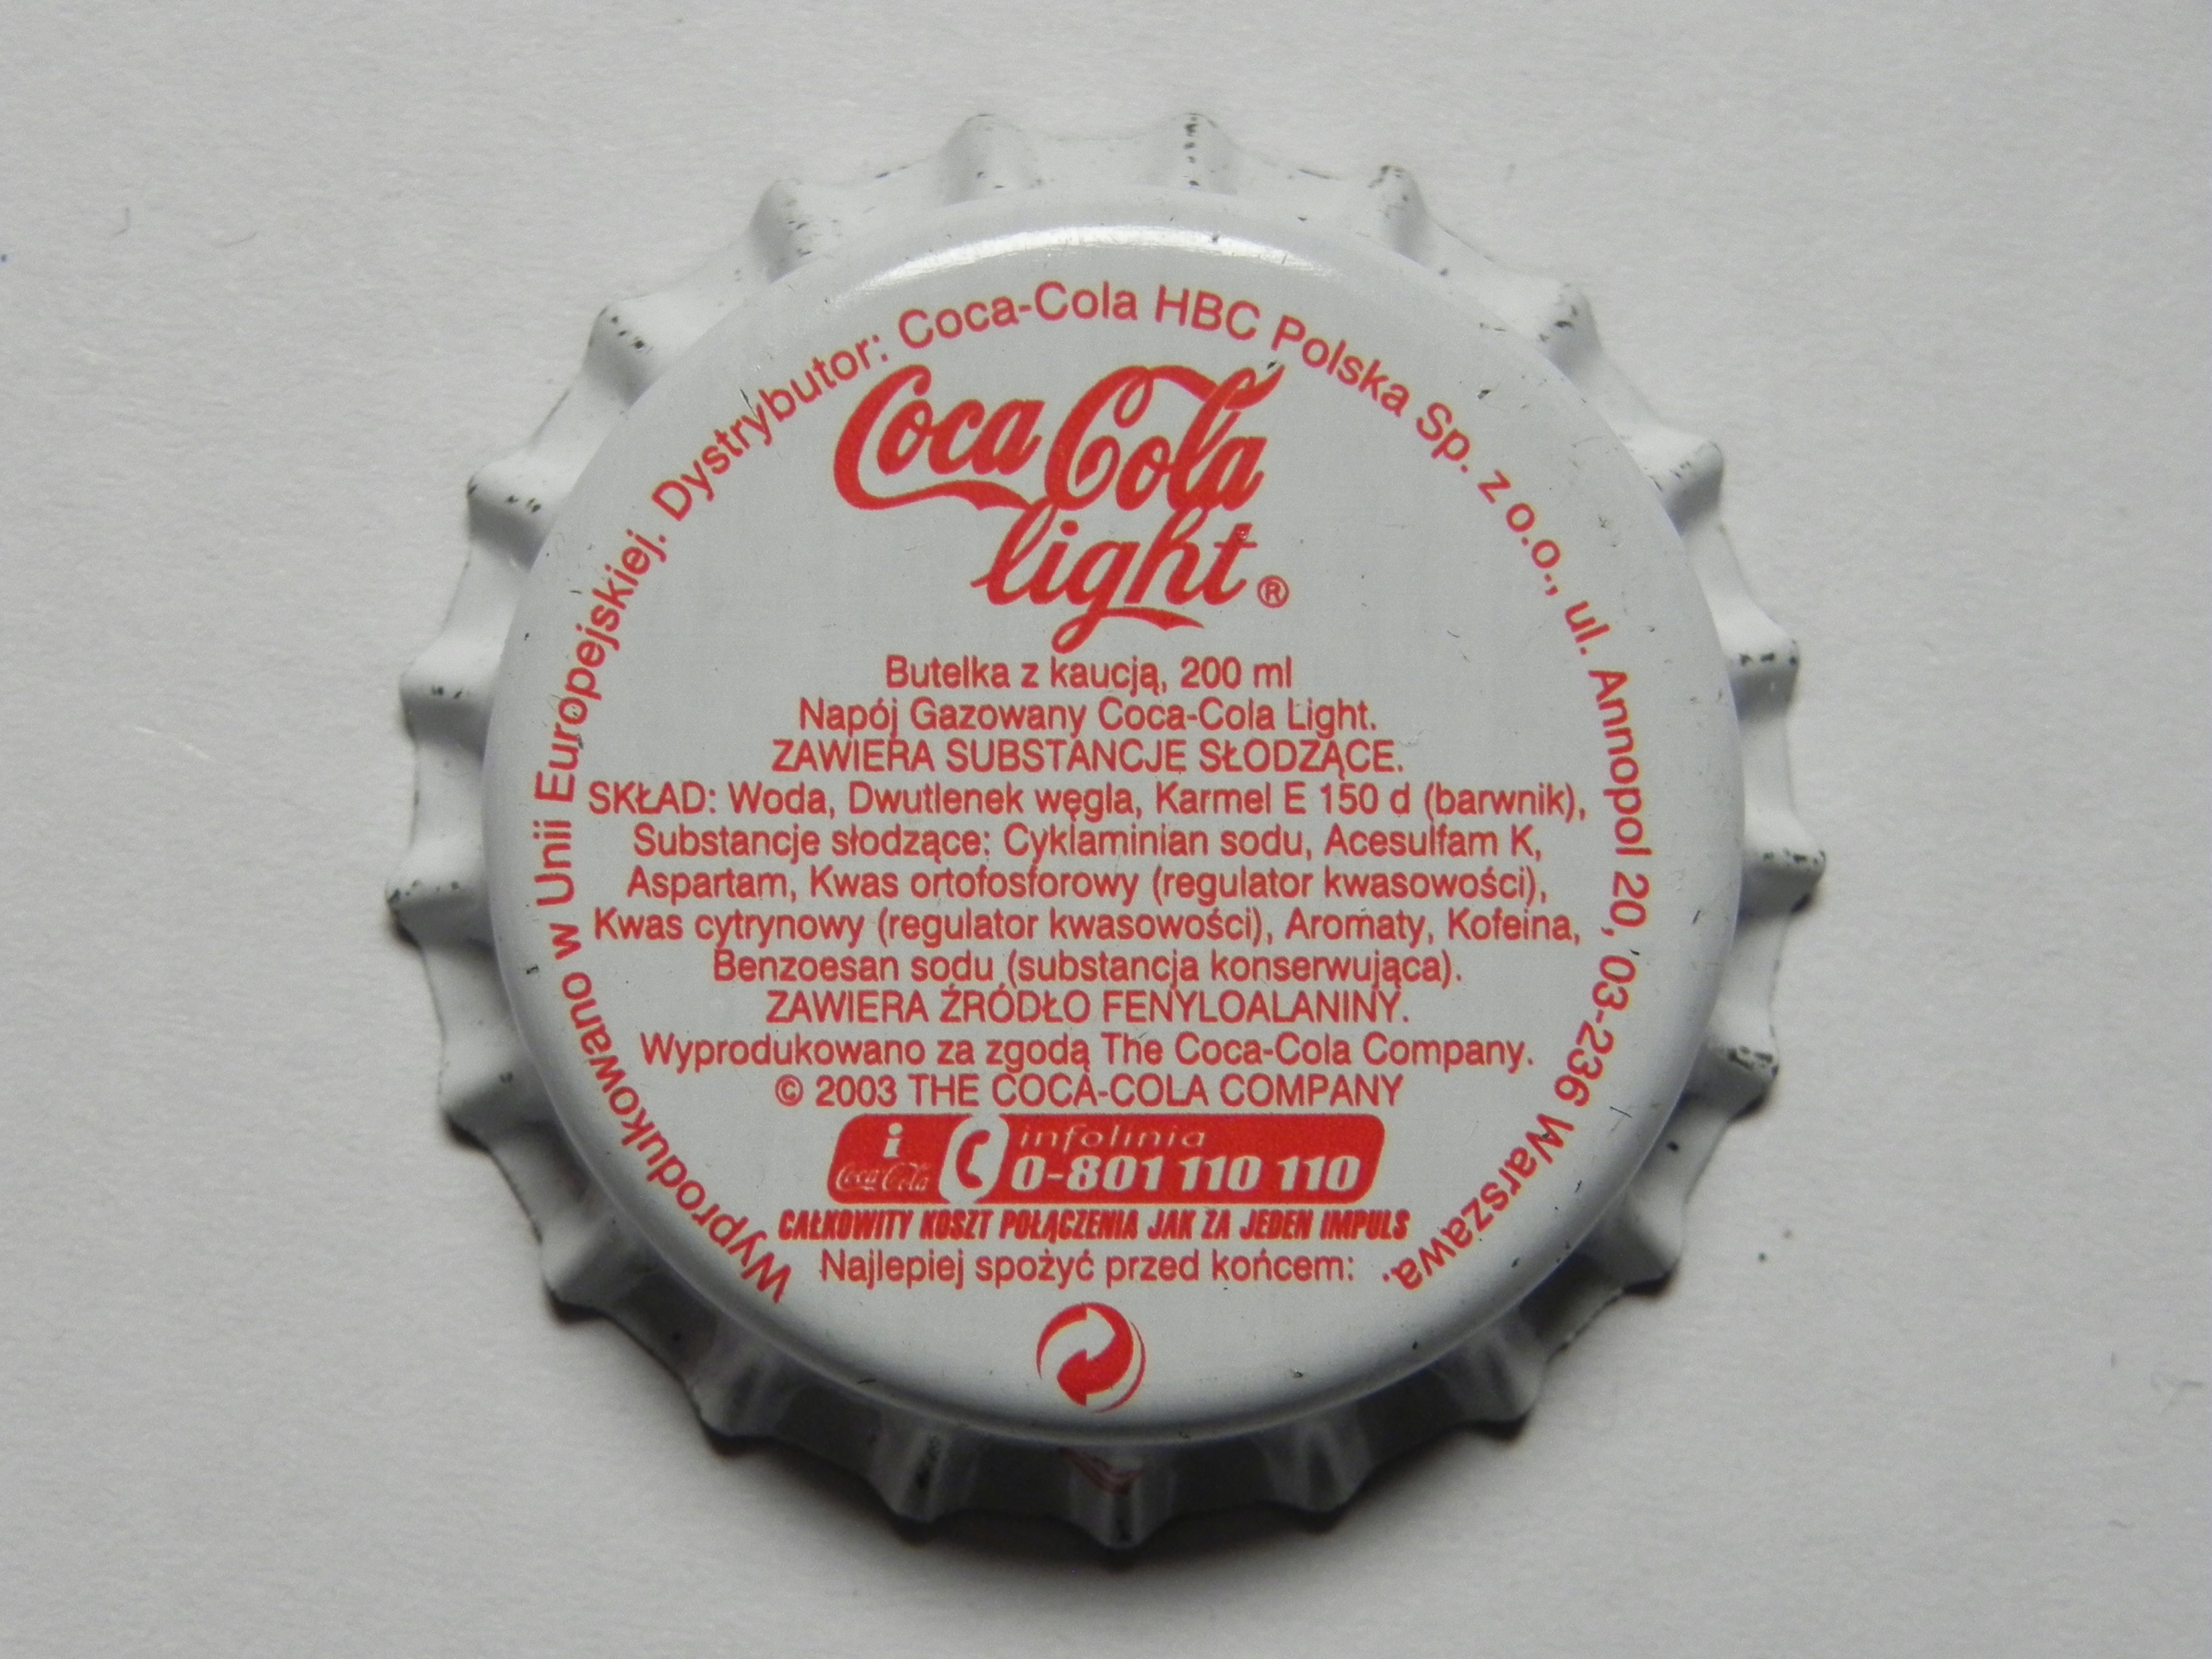 Wyprodukowano w Unii Europejskiej. Dystrybutor: Coca-Cola HBC Polska Sp. z o.o., ul. Annopol 20, 03-236 Warszawa.
Coca Cola
light ®
Butelka z kaucją, 200 ml
Napój Gazowany Coca-Cola Light.
ZAWIERA SUBSTANCJE SŁODZĄCE.
SKŁAD: Woda, Dwutlenek węgla, Karmel E 150 d (barwnik),
Substancje słodzące: Cyklaminian sodu, Acesulfam K,
Aspartam, Kwas ortofosforowy (regulator kwasowości),
Kwas cytrynowy (regulator kwasowości), Aromaty, Kofeina,
Benzoesan sodu (substancja konserwująca).
ZAWIERA ŹRÓDŁO FENYLOALANINY.
Wyprodukowano za zgodą The Coca-Cola Company.
© 2003 THE COCA-COLA COMPANY
i infolinia
Coca-Cola 0-801 110 110
CAŁKOWITY KOSZT POŁĄCZENIA JAK ZA JEDEN IMPULS
Najlepiej spożyć przed końcem: